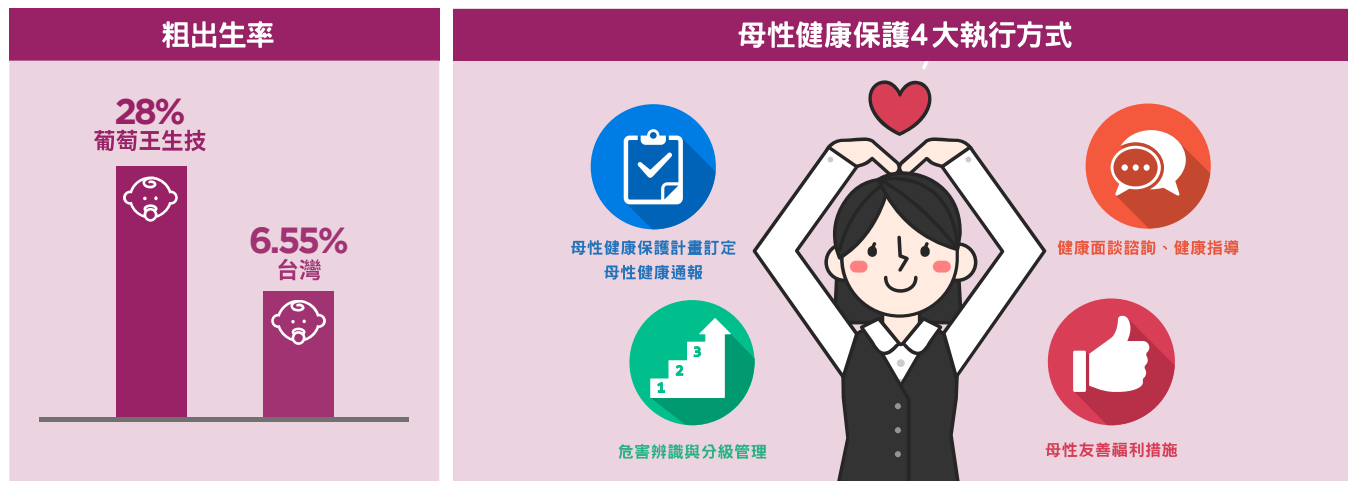 粗出生率
28%
葡萄王生技
6.55%
台灣
母性健康保護4大執行方式
母性健康保護計畫訂定
母性健康通報
健康面談諮詢、健康指導
1
2
3
危害辨識與分級管理
母性友善福利措施